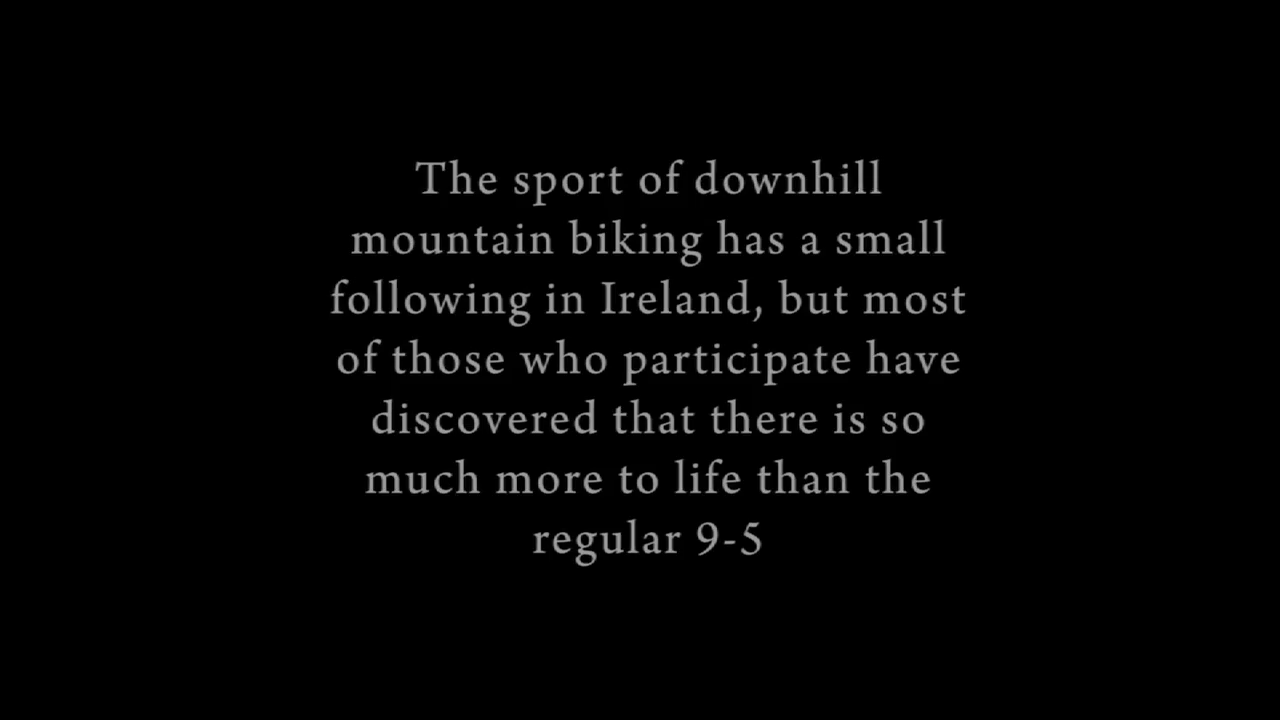 The sport of downhill
mountain biking has a small
following in Ireland, but most
of those who participate have
discovered that there is so
much more to life than the
regular 9-5